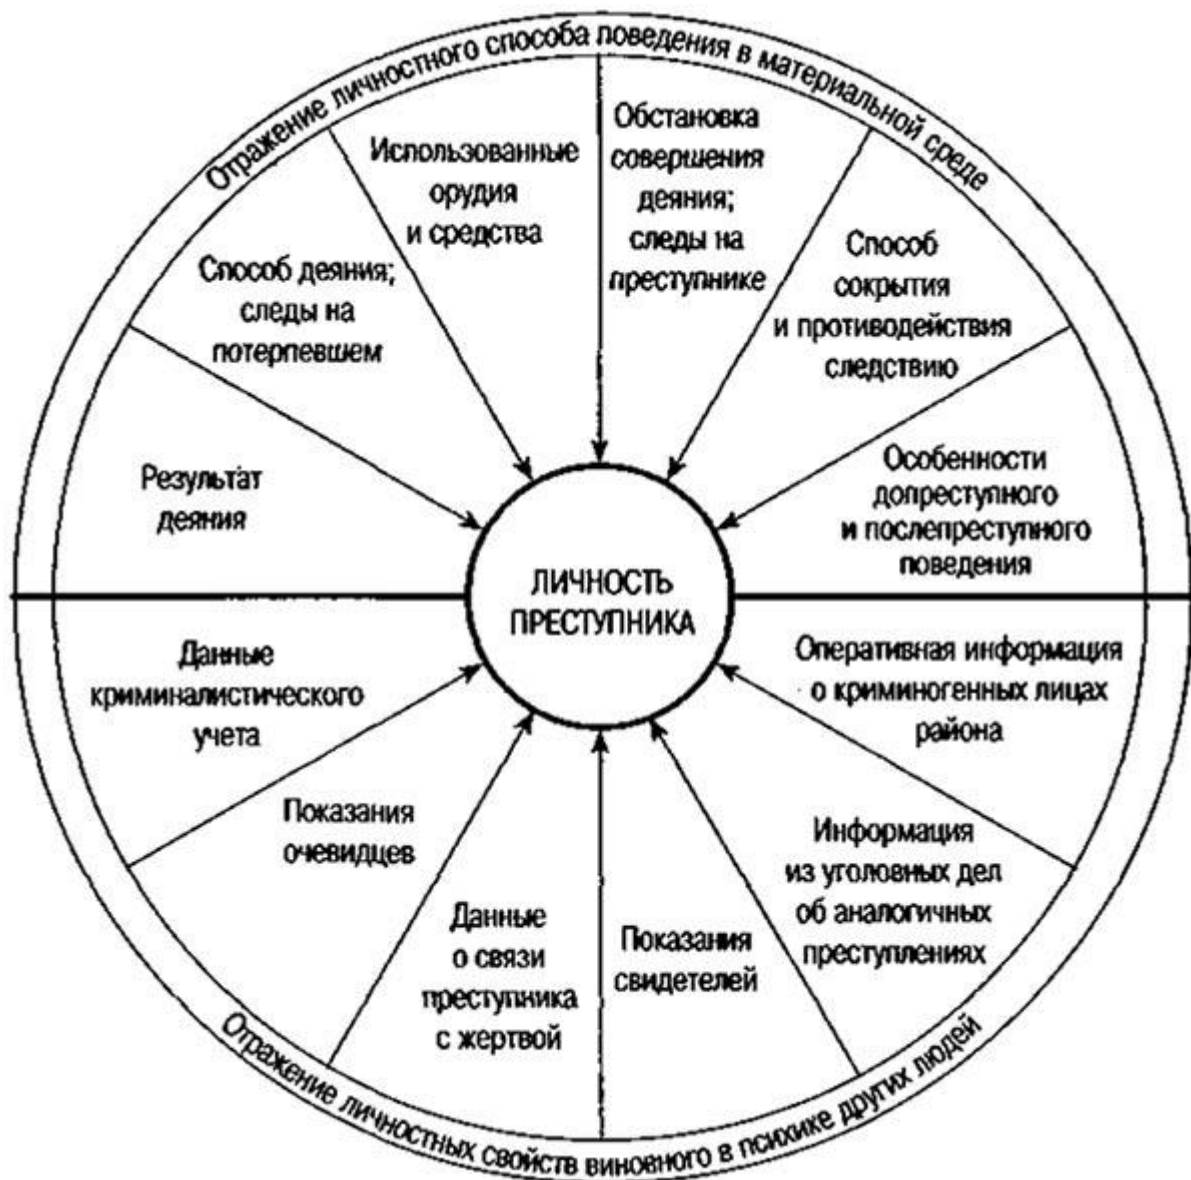 Отражение личностного способа поведения в материальной среде
Использованные
орудия
и средства
Обстановка
совершения
деяния;
следы на
преступнике
Способ деяния;
следы на
потерпевшем
Способ
сокрытия
и противодействия
следствию
Результат
деяния
Особенности
допреступного
и послепреступного
поведения
ЛИЧНОСТЬ
ПРЕСТУПНИКА
Данные
криминалистического
учета
Оперативная информация
о криминогенных лицах
района
Показания
очевидцев
Информация
из уголовных дел
об аналогичных
преступлениях
Данные
о связи
преступника
с жертвой
Показания
свидетелей
Отражение личностных свойств виновного в психике других людей